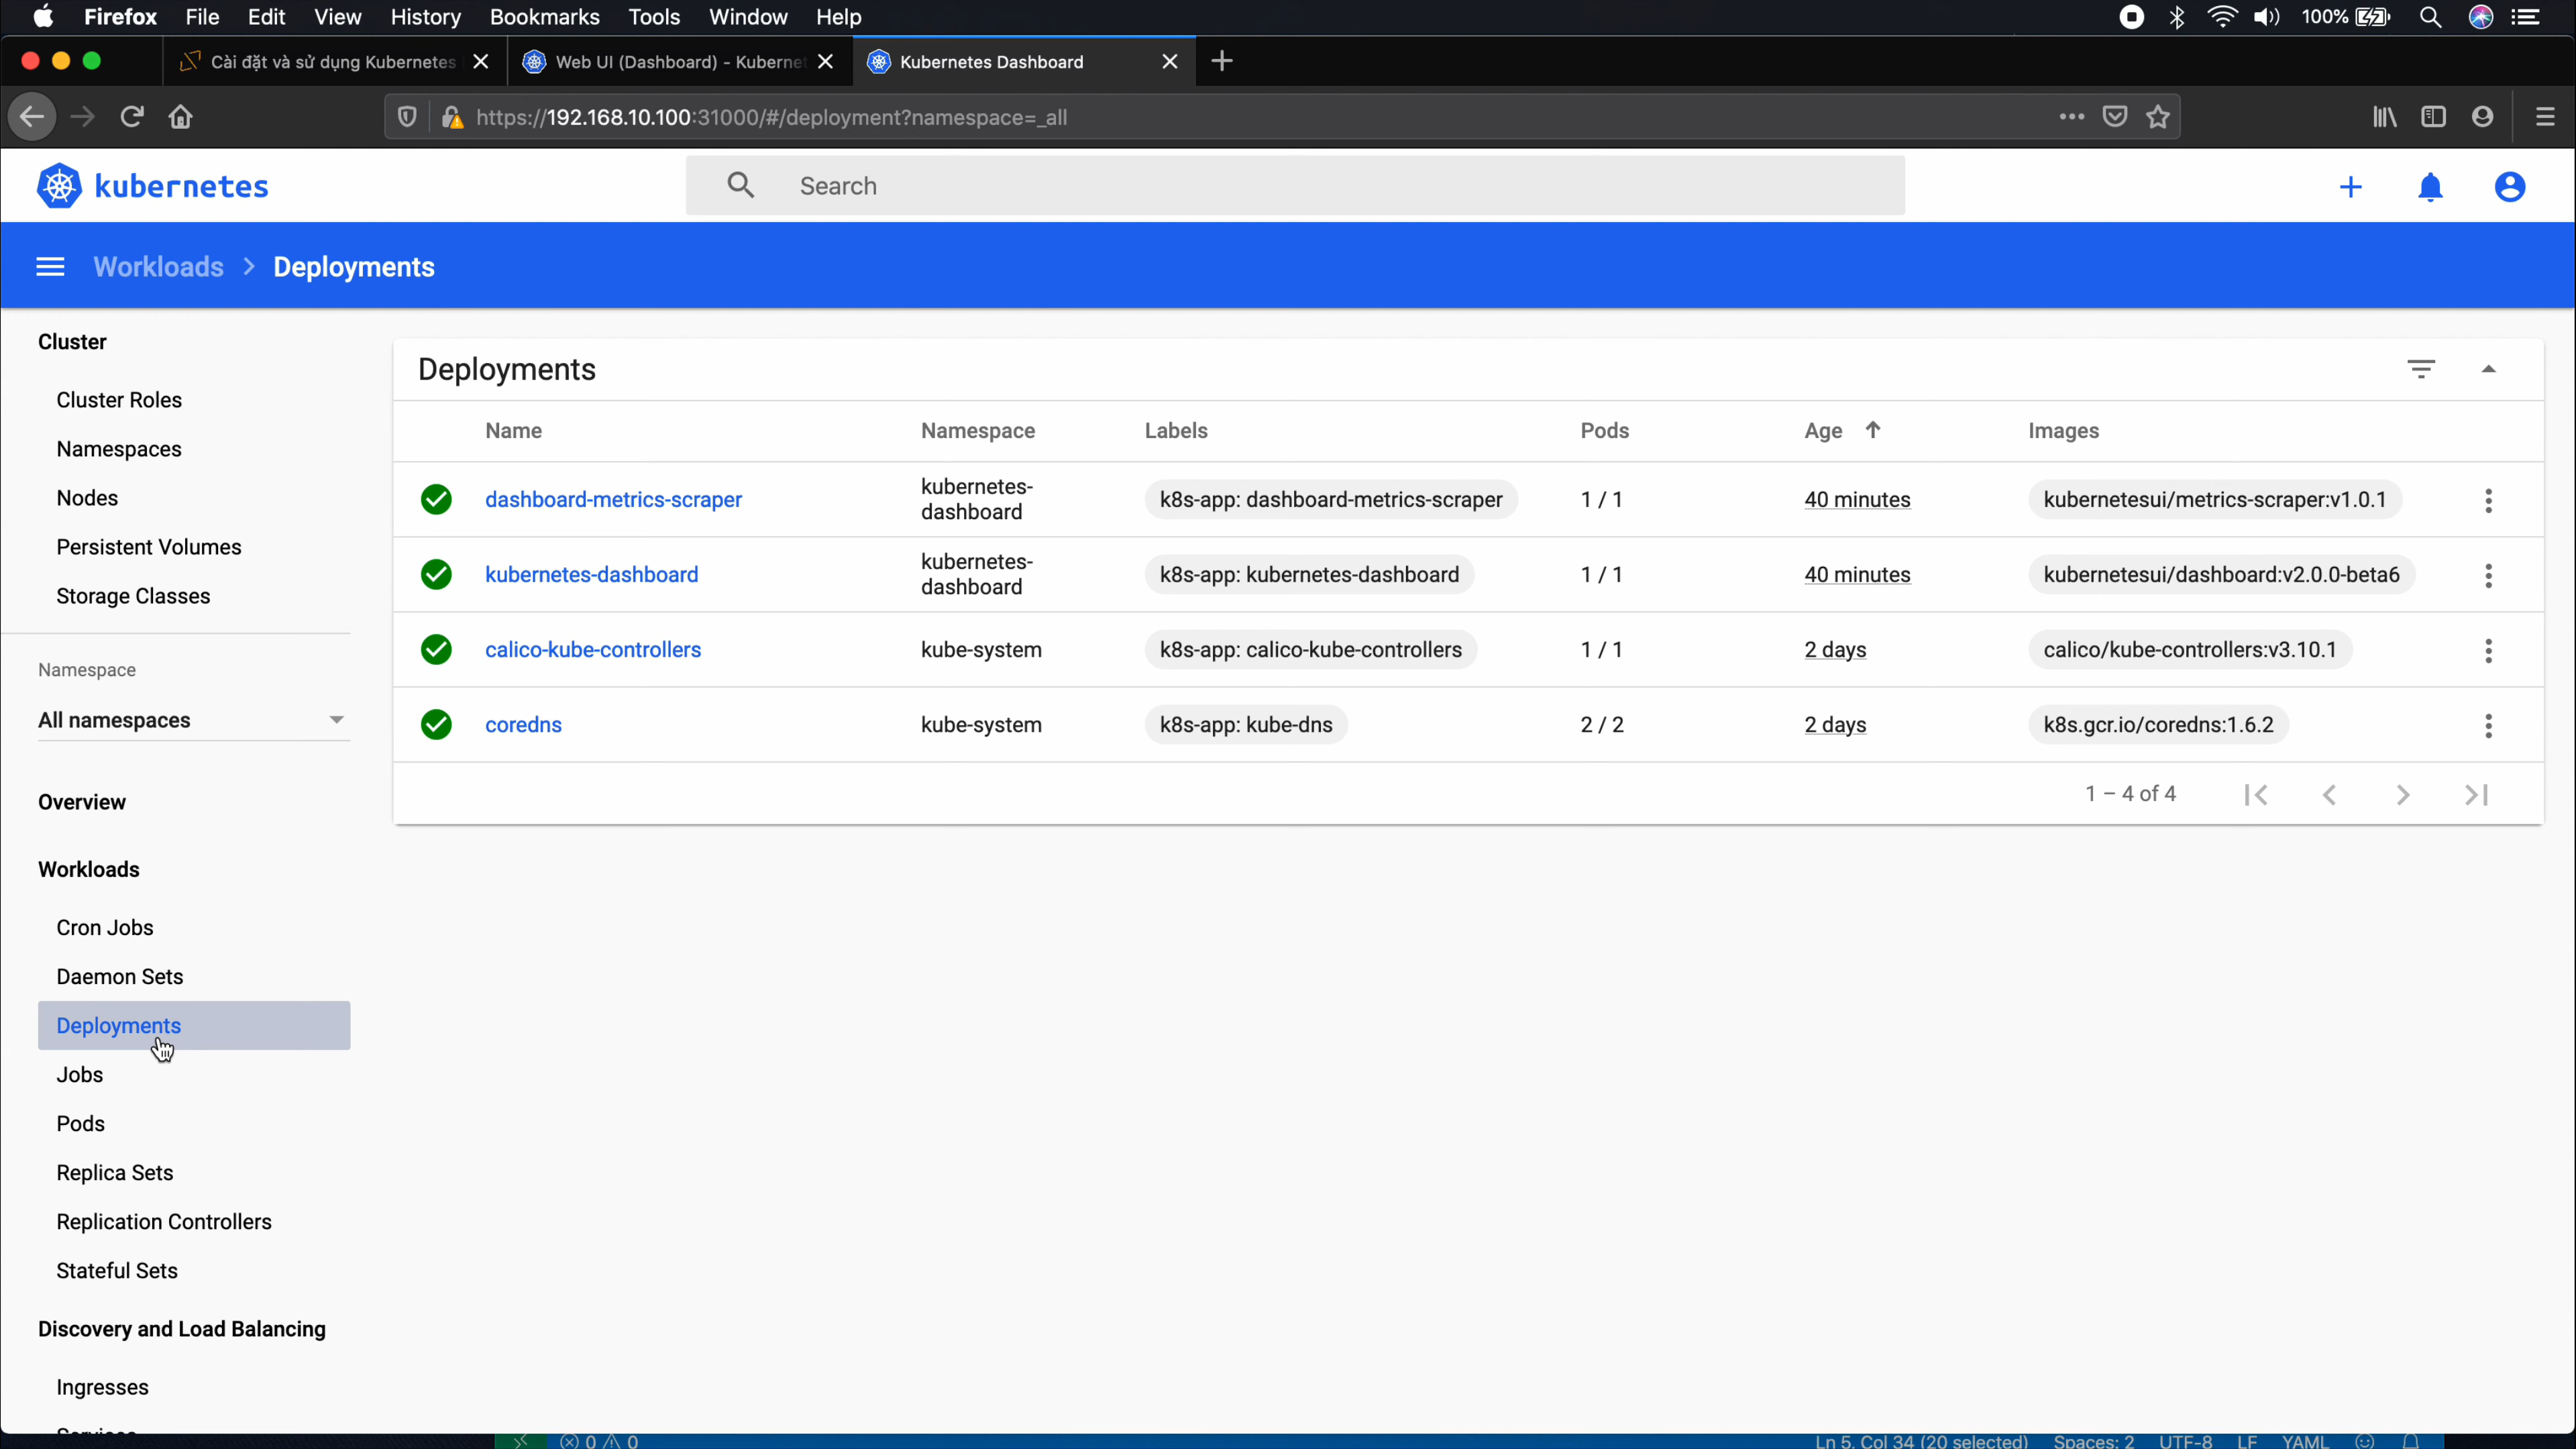 Firefox File Edit View History Bookmarks Tools Window Help 100%
Cài đặt và sử dụng Kubernetes
Web UI (Dashboard) - Kubernet
Kubernetes Dashboard
https://192.168.10.100:31000/#/deployment?namespace=_all
kubernetes
Search
Workloads > Deployments
Cluster
Cluster Roles
Namespaces
Nodes
Persistent Volumes
Storage Classes
Namespace
All namespaces
Overview
Workloads
Cron Jobs
Daemon Sets
Deployments
Jobs
Pods
Replica Sets
Replication Controllers
Stateful Sets
Discovery and Load Balancing
Ingresses
Services
Deployments
Name Namespace Labels Pods Age Images
dashboard-metrics-scraper kubernetes-dashboard k8s-app: dashboard-metrics-scraper 1 / 1 40 minutes kubernetesui/metrics-scraper:v1.0.1
kubernetes-dashboard kubernetes-dashboard k8s-app: kubernetes-dashboard 1 / 1 40 minutes kubernetesui/dashboard:v2.0.0-beta6
calico-kube-controllers kube-system k8s-app: calico-kube-controllers 1 / 1 2 days calico/kube-controllers:v3.10.1
coredns kube-system k8s-app: kube-dns 2 / 2 2 days k8s.gcr.io/coredns:1.6.2
1 – 4 of 4
0 0 Ln 5, Col 34 (20 selected) Spaces: 2 UTF-8 LF YAML